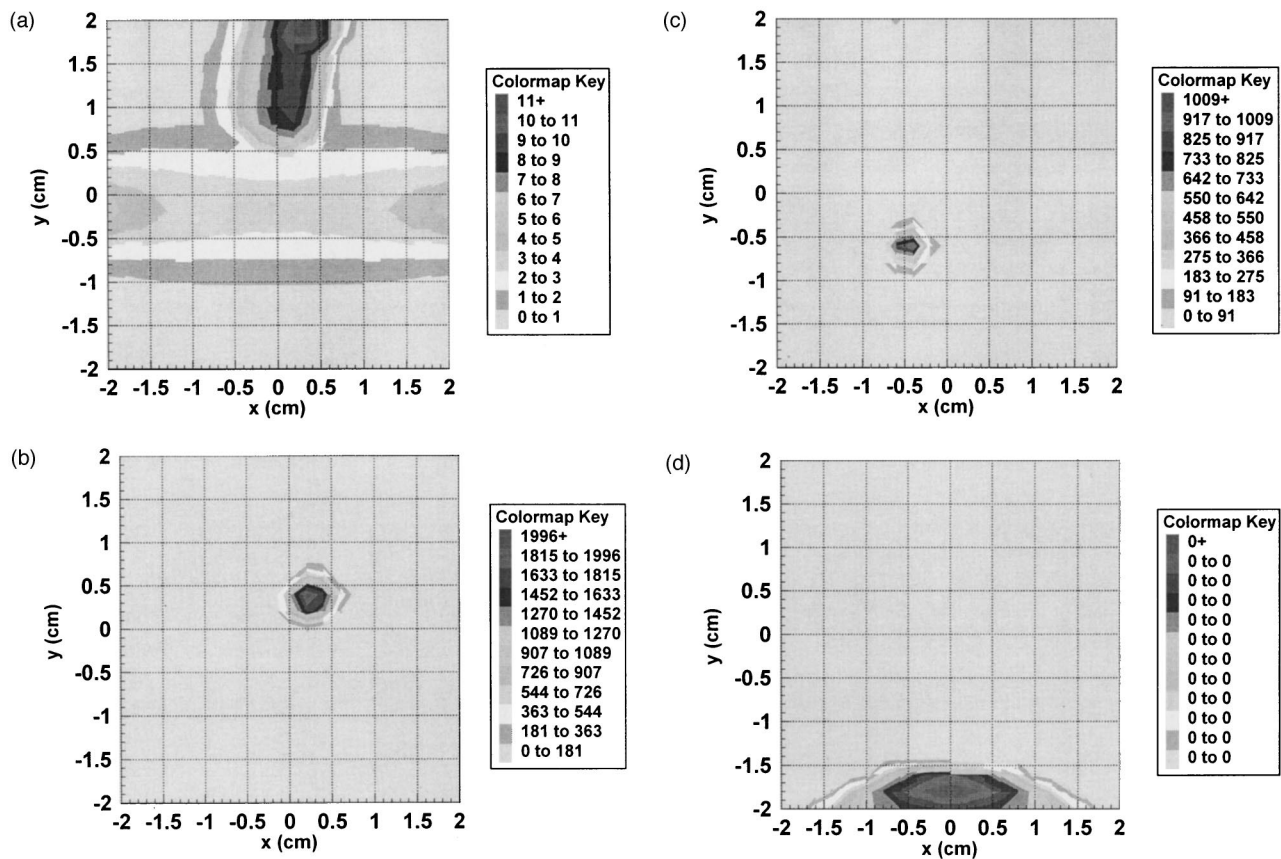 (a)
2
1.5
1
0.5
0
-0.5
-1
-1.5
-2
y (cm)
-2 -1.5 -1 -0.5 0 0.5 1 1.5 2
x (cm)
Colormap Key
11+
10 to 11
9 to 10
8 to 9
7 to 8
6 to 7
5 to 6
4 to 5
3 to 4
2 to 3
1 to 2
0 to 1
(c)
2
1.5
1
0.5
0
-0.5
-1
-1.5
-2
y (cm)
-2 -1.5 -1 -0.5 0 0.5 1 1.5 2
x (cm)
Colormap Key
1009+
917 to 1009
825 to 917
733 to 825
642 to 733
550 to 642
458 to 550
366 to 458
275 to 366
183 to 275
91 to 183
0 to 91
(b)
2
1.5
1
0.5
0
-0.5
-1
-1.5
-2
y (cm)
-2 -1.5 -1 -0.5 0 0.5 1 1.5 2
x (cm)
Colormap Key
1996+
1815 to 1996
1633 to 1815
1452 to 1633
1270 to 1452
1089 to 1270
907 to 1089
726 to 907
544 to 726
363 to 544
181 to 363
0 to 181
(d)
2
1.5
1
0.5
0
-0.5
-1
-1.5
-2
y (cm)
-2 -1.5 -1 -0.5 0 0.5 1 1.5 2
x (cm)
Colormap Key
0+
0 to 0
0 to 0
0 to 0
0 to 0
0 to 0
0 to 0
0 to 0
0 to 0
0 to 0
0 to 0
0 to 0